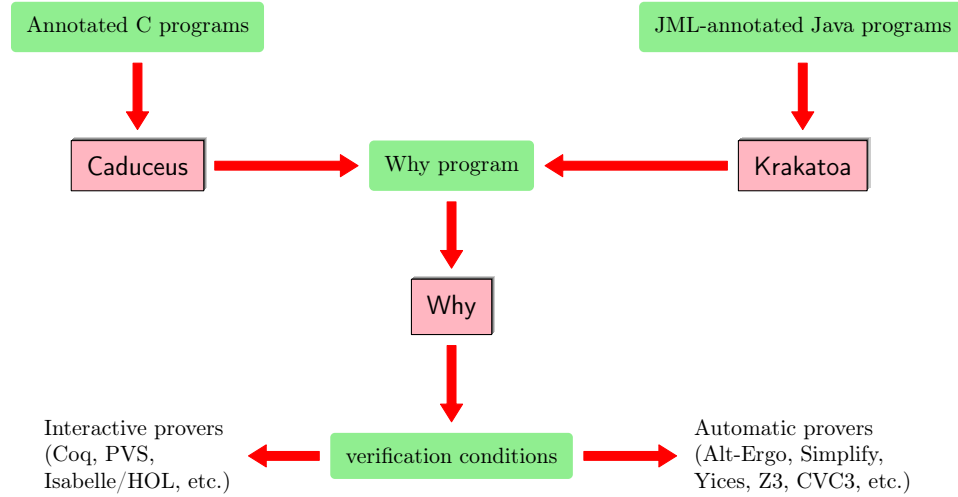 Annotated C programs
JML-annotated Java programs
Caduceus
Why program
Krakatoa
Why
Interactive provers
(Coq, PVS,
Isabelle/HOL, etc.)
verification conditions
Automatic provers
(Alt-Ergo, Simplify,
Yices, Z3, CVC3, etc.)